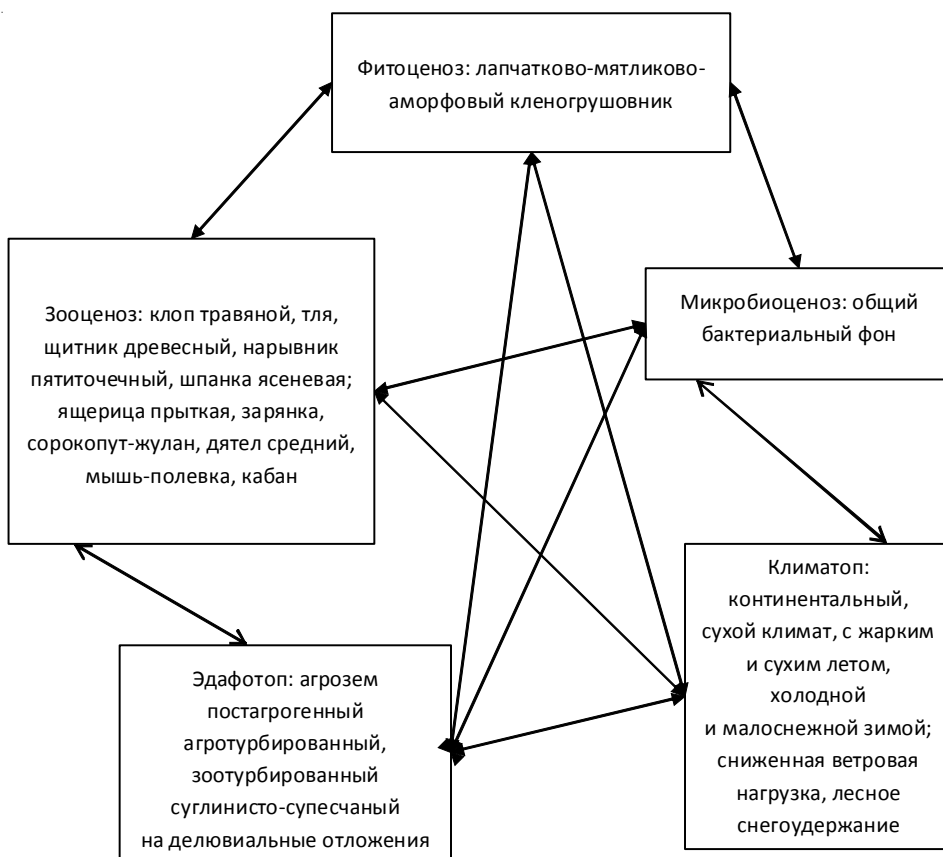 Фитоценоз: лапчатково-мятликово-
аморфовый кленогрушовник
Зооценоз: клоп травяной, тля,
щитник древесный, нарывник
пятиточечный, шпанка ясеневая;
ящерица прыткая, зарянка,
сорокопут-жулан, дятел средний,
мышь-полевка, кабан
Микробиоценоз: общий
бактериальный фон
Эдафотоп: агрозем
постагрогенный
агротурбированный,
зоотурбированный
суглинисто-супесчаный
на делювиальные отложения
Климатоп:
континентальный,
сухой климат, с жарким
и сухим летом,
холодной
и малоснежной зимой;
сниженная ветровая
нагрузка, лесное
снегоудержание